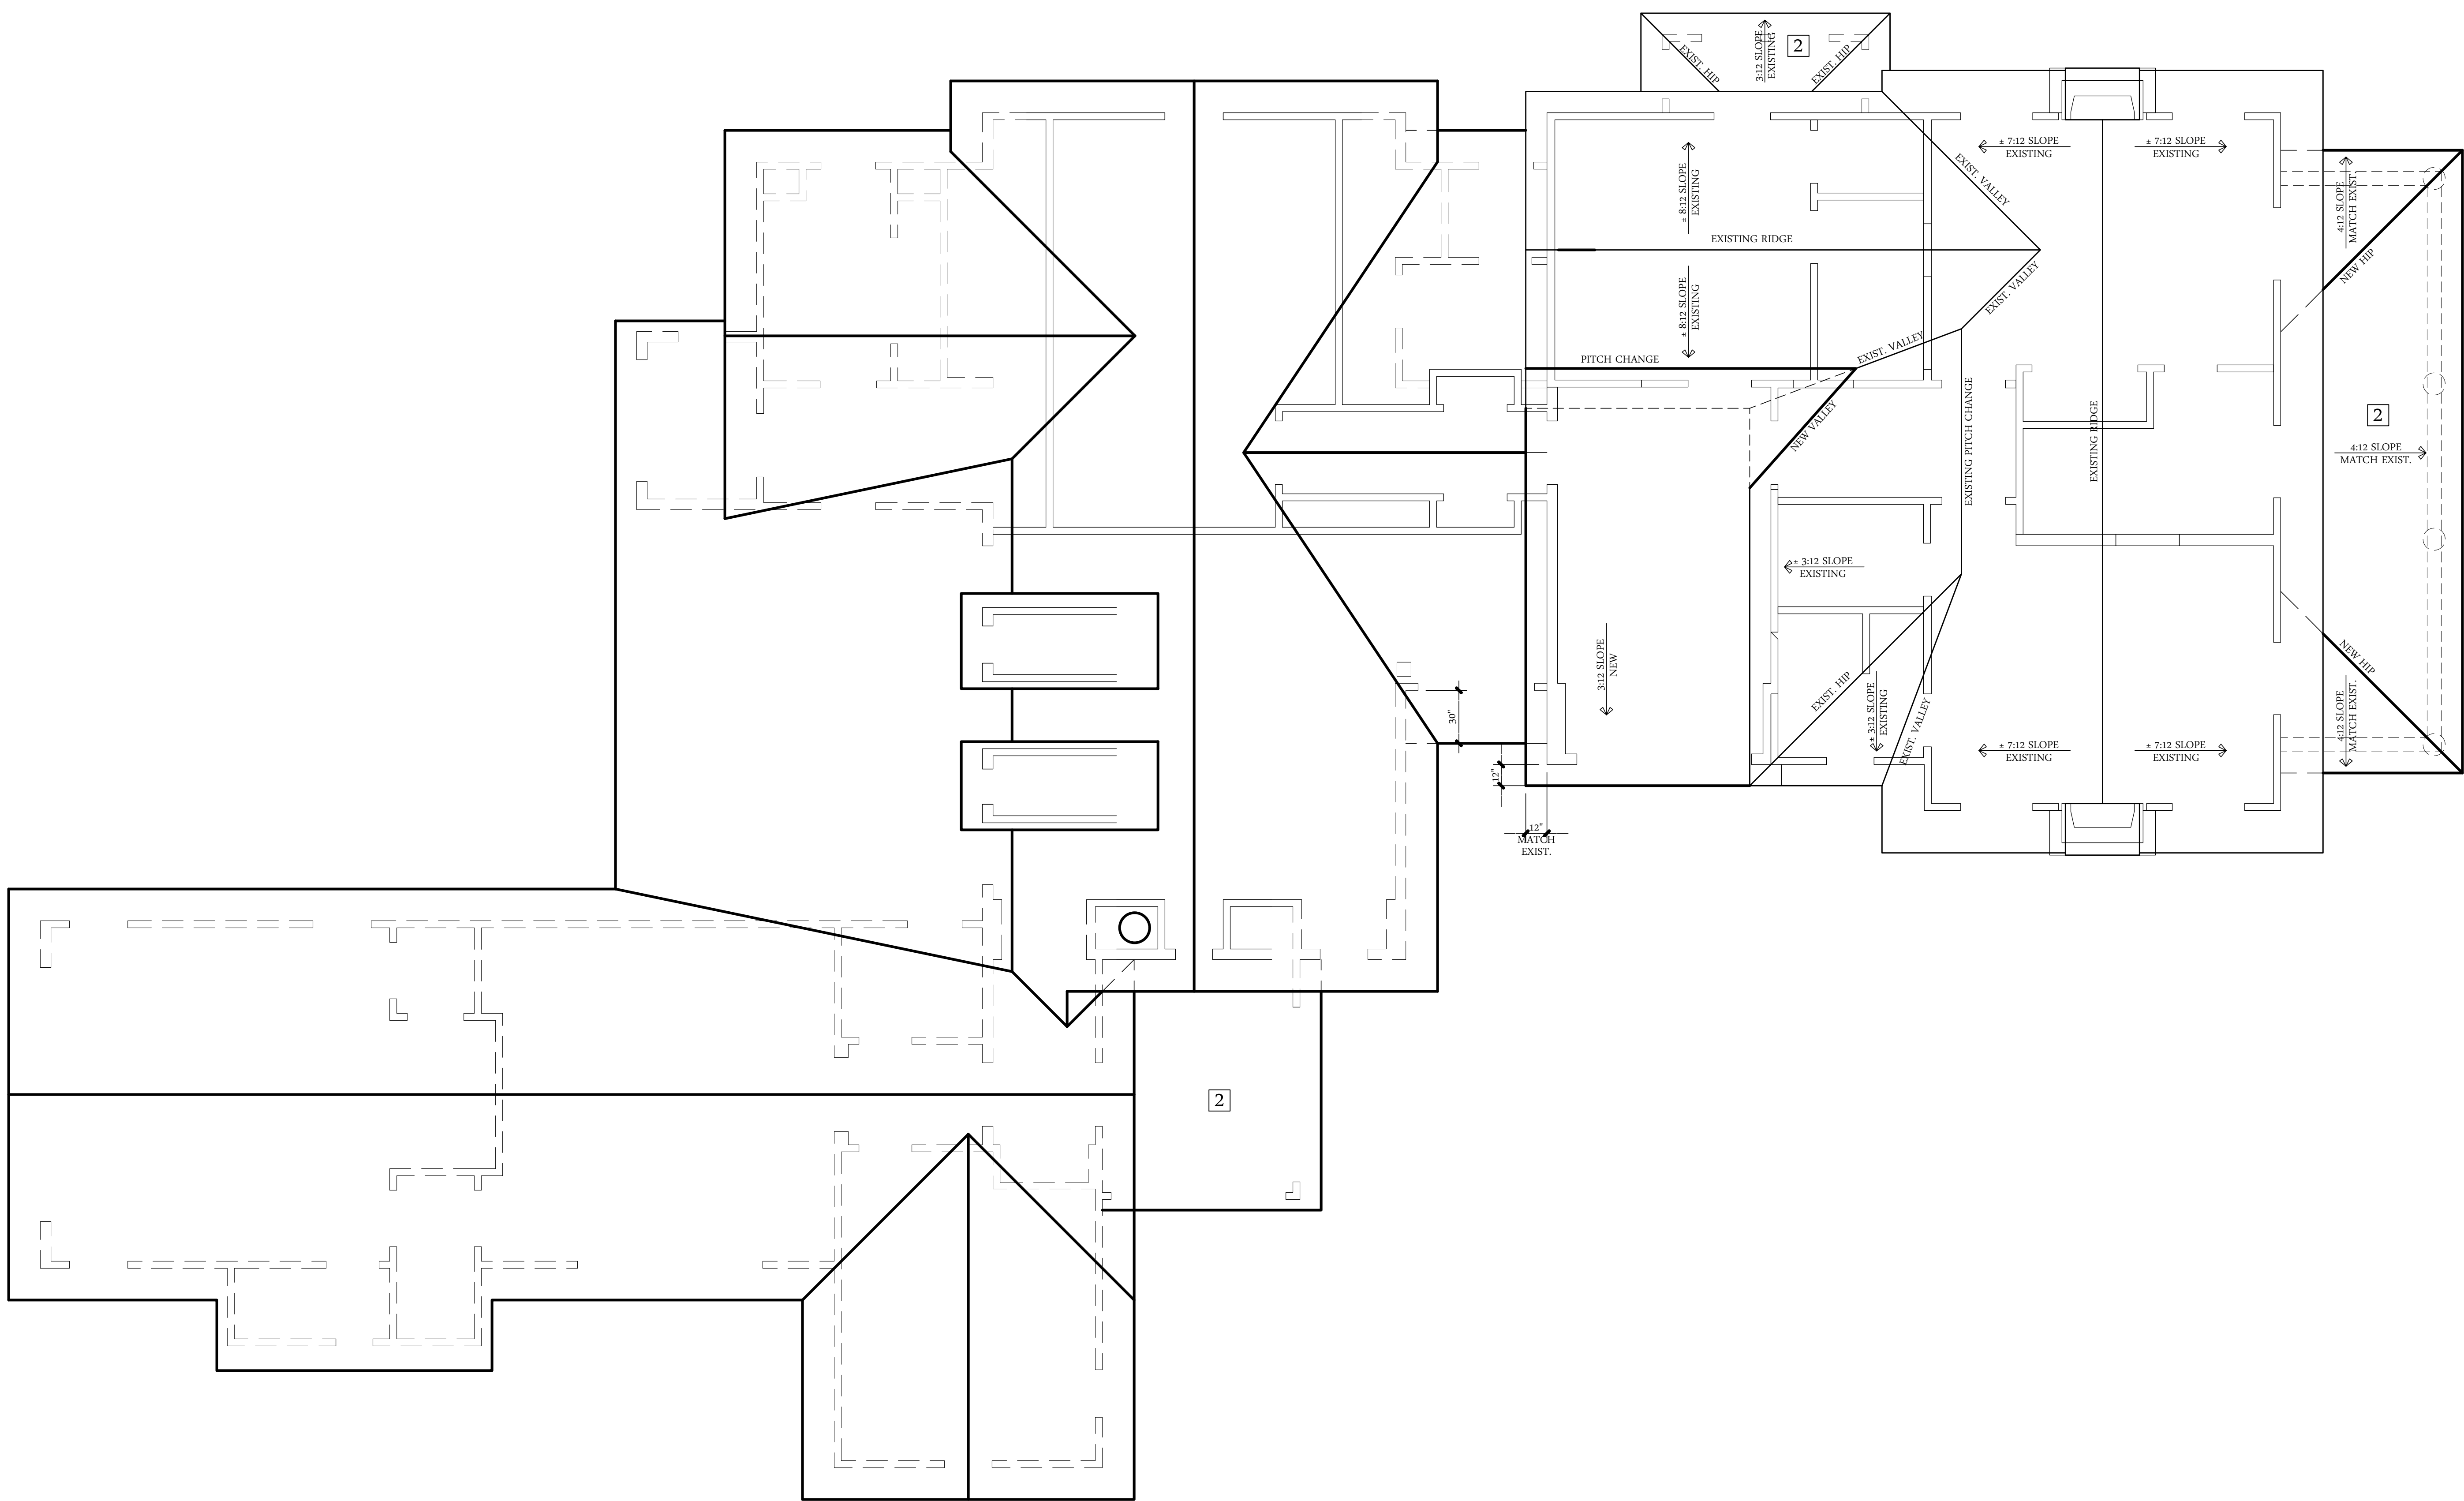 3:12 SLOPE
EXISTING
2
EXIST. HIP
EXIST. HIP
± 8:12 SLOPE
EXISTING
EXISTING RIDGE
± 8:12 SLOPE
EXISTING
PITCH CHANGE
EXIST. VALLEY
EXIST. VALLEY
EXIST. VALLEY
± 7:12 SLOPE
EXISTING
± 7:12 SLOPE
EXISTING
4:12 SLOPE
MATCH EXIST.
NEW HIP
NEW VALLEY
EXISTING PITCH CHANGE
EXISTING RIDGE
2
4:12 SLOPE
MATCH EXIST.
± 3:12 SLOPE
EXISTING
3:12 SLOPE
NEW
EXIST. HIP
± 3:12 SLOPE
EXISTING
EXIST. VALLEY
± 7:12 SLOPE
EXISTING
± 7:12 SLOPE
EXISTING
NEW HIP
4:12 SLOPE
MATCH EXIST.
30"
12"
12"
MATCH
EXIST.
2